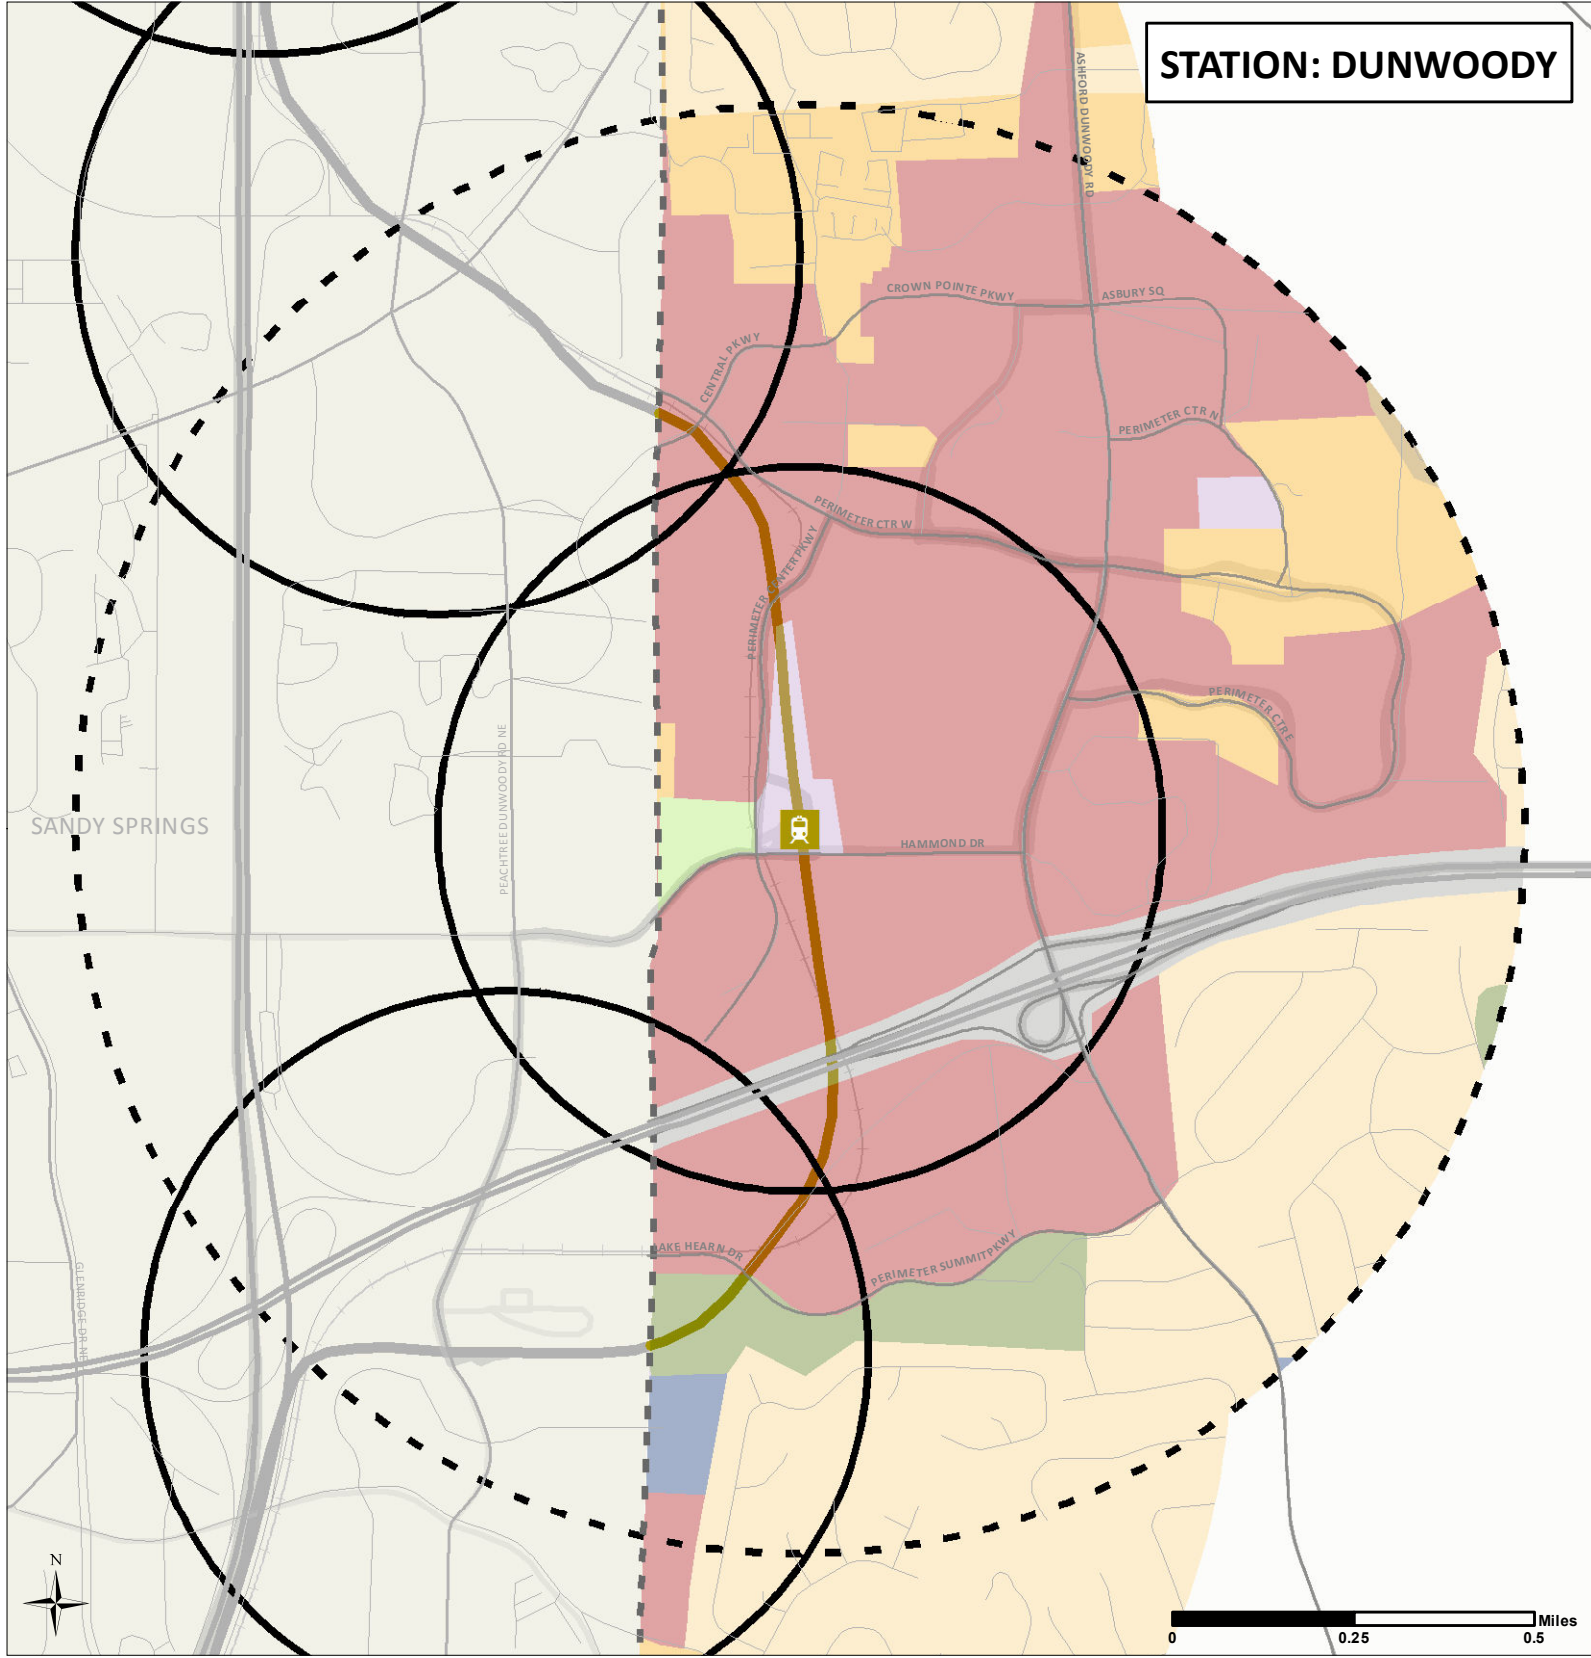 STATION: DUNWOODY
ASHFORD DUNWOODY RD
CROWN POINTE PKWY
ASBURY SQ
CENTRAL PKWY
PERIMETER CTR N
PERIMETER CTR W
PERIMETER CENTER PKWY
PERIMETER CTR E
PEACHTREE DUNWOODY RD NE
SANDY SPRINGS
HAMMOND DR
LAKE HEARN DR
PERIMETER SUMMIT PKWY
GLENRIDGE DR NE
N
Miles
0
0.25
0.5